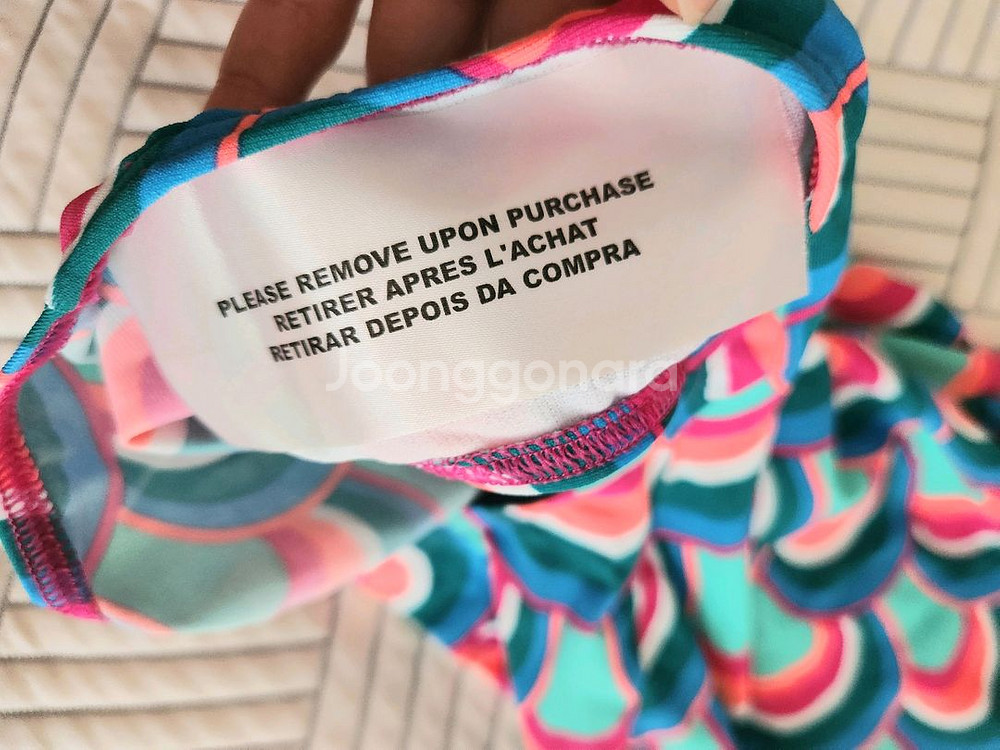 PLEASE REMOVE UPON PURCHASE
RETIRER APRES L'ACHAT
RETIRAR DEPOIS DA COMPRA
Joonggonara